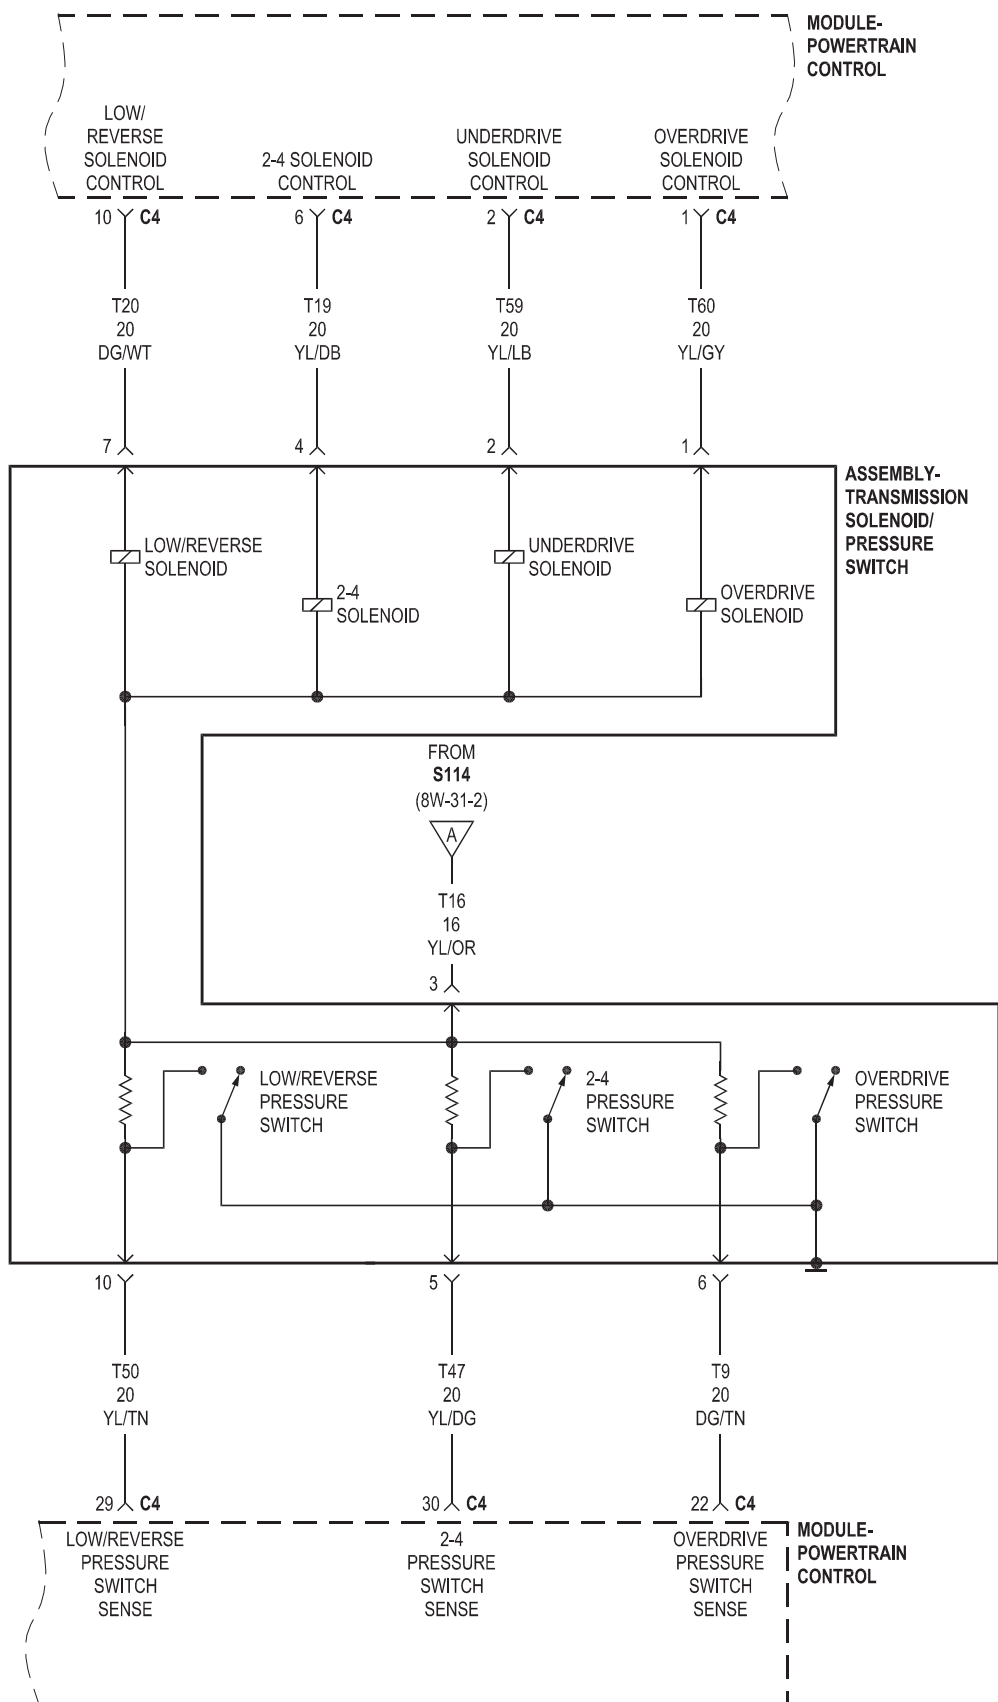 MODULE-
POWERTRAIN
CONTROL
LOW/
REVERSE
SOLENOID
CONTROL
2-4 SOLENOID
CONTROL
UNDERDRIVE
SOLENOID
CONTROL
OVERDRIVE
SOLENOID
CONTROL
10 C4
6 C4
2 C4
1 C4
T20
20
DG/WT
T19
20
YL/DB
T59
20
YL/LB
T60
20
YL/GY
7
4
2
1
ASSEMBLY-
TRANSMISSION
SOLENOID/
PRESSURE
SWITCH
LOW/REVERSE
SOLENOID
2-4
SOLENOID
UNDERDRIVE
SOLENOID
OVERDRIVE
SOLENOID
FROM
S114
(8W-31-2)
A
T16
16
YL/OR
3
LOW/REVERSE
PRESSURE
SWITCH
2-4
PRESSURE
SWITCH
OVERDRIVE
PRESSURE
SWITCH
10
5
6
T50
20
YL/TN
T47
20
YL/DG
T9
20
DG/TN
29 C4
30 C4
22 C4
LOW/REVERSE
PRESSURE
SWITCH
SENSE
2-4
PRESSURE
SWITCH
SENSE
OVERDRIVE
PRESSURE
SWITCH
SENSE
MODULE-
POWERTRAIN
CONTROL